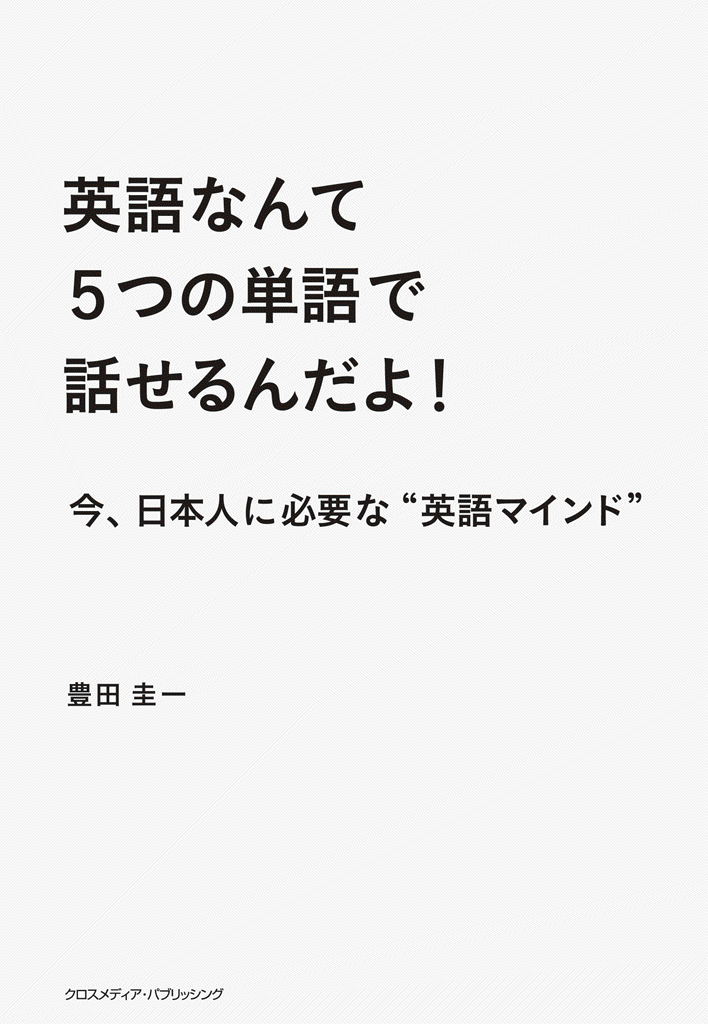 英語なんて
5つの単語で
話せるんだよ!
今、日本人に必要な“英語マインド”
豊田 圭一
クロスメディア・パブリッシング